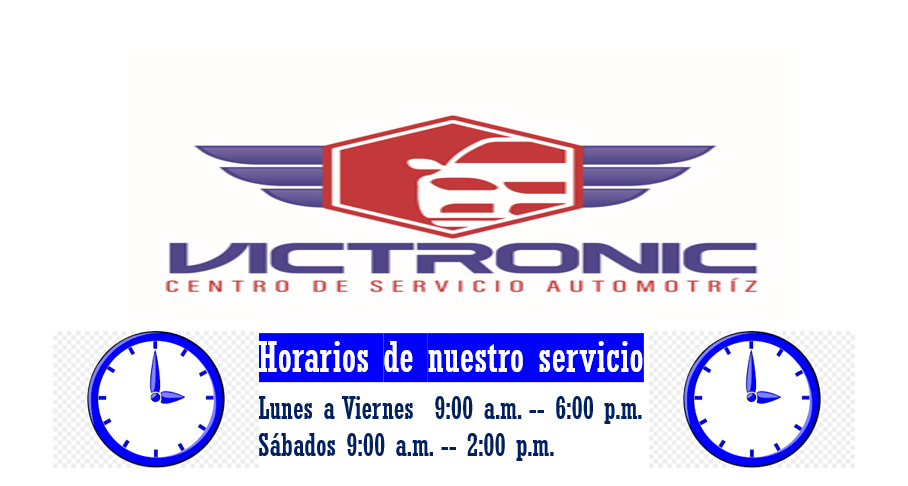 VICTRONIC
CENTRO DE SERVICIO AUTOMOTRÍZ
Horarios de nuestro servicio
Lunes a Viernes 9:00 a.m. -- 6:00 p.m.
Sábados 9:00 a.m. -- 2:00 p.m.